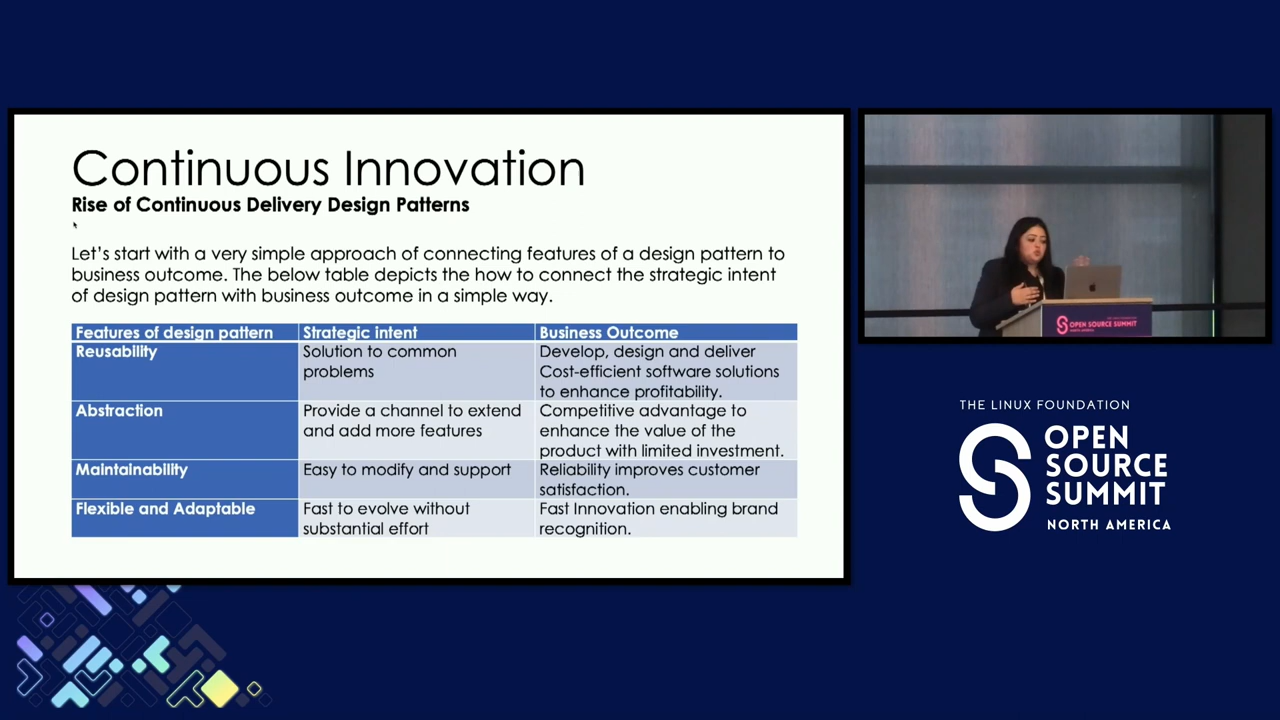 Continuous Innovation
Rise of Continuous Delivery Design Patterns
Let's start with a very simple approach of connecting features of a design pattern to
business outcome. The below table depicts the how to connect the strategic intent
of design pattern with business outcome in a simple way.
Features of design pattern Strategic intent Business Outcome
Reusability
Solution to common
problems
Develop, design and deliver
Cost-efficient software solutions
to enhance profitability.
Abstraction
Provide a channel to extend
and add more features
Competitive advantage to
enhance the value of the
product with limited investment.
Maintainability
Easy to modify and support
Reliability improves customer
satisfaction.
Flexible and Adaptable
Fast to evolve without
substantial effort
Fast Innovation enabling brand
recognition.
OPEN SOURCE SUMMIT
THE LINUX FOUNDATION
OPEN
SOURCE
SUMMIT
NORTH AMERICA